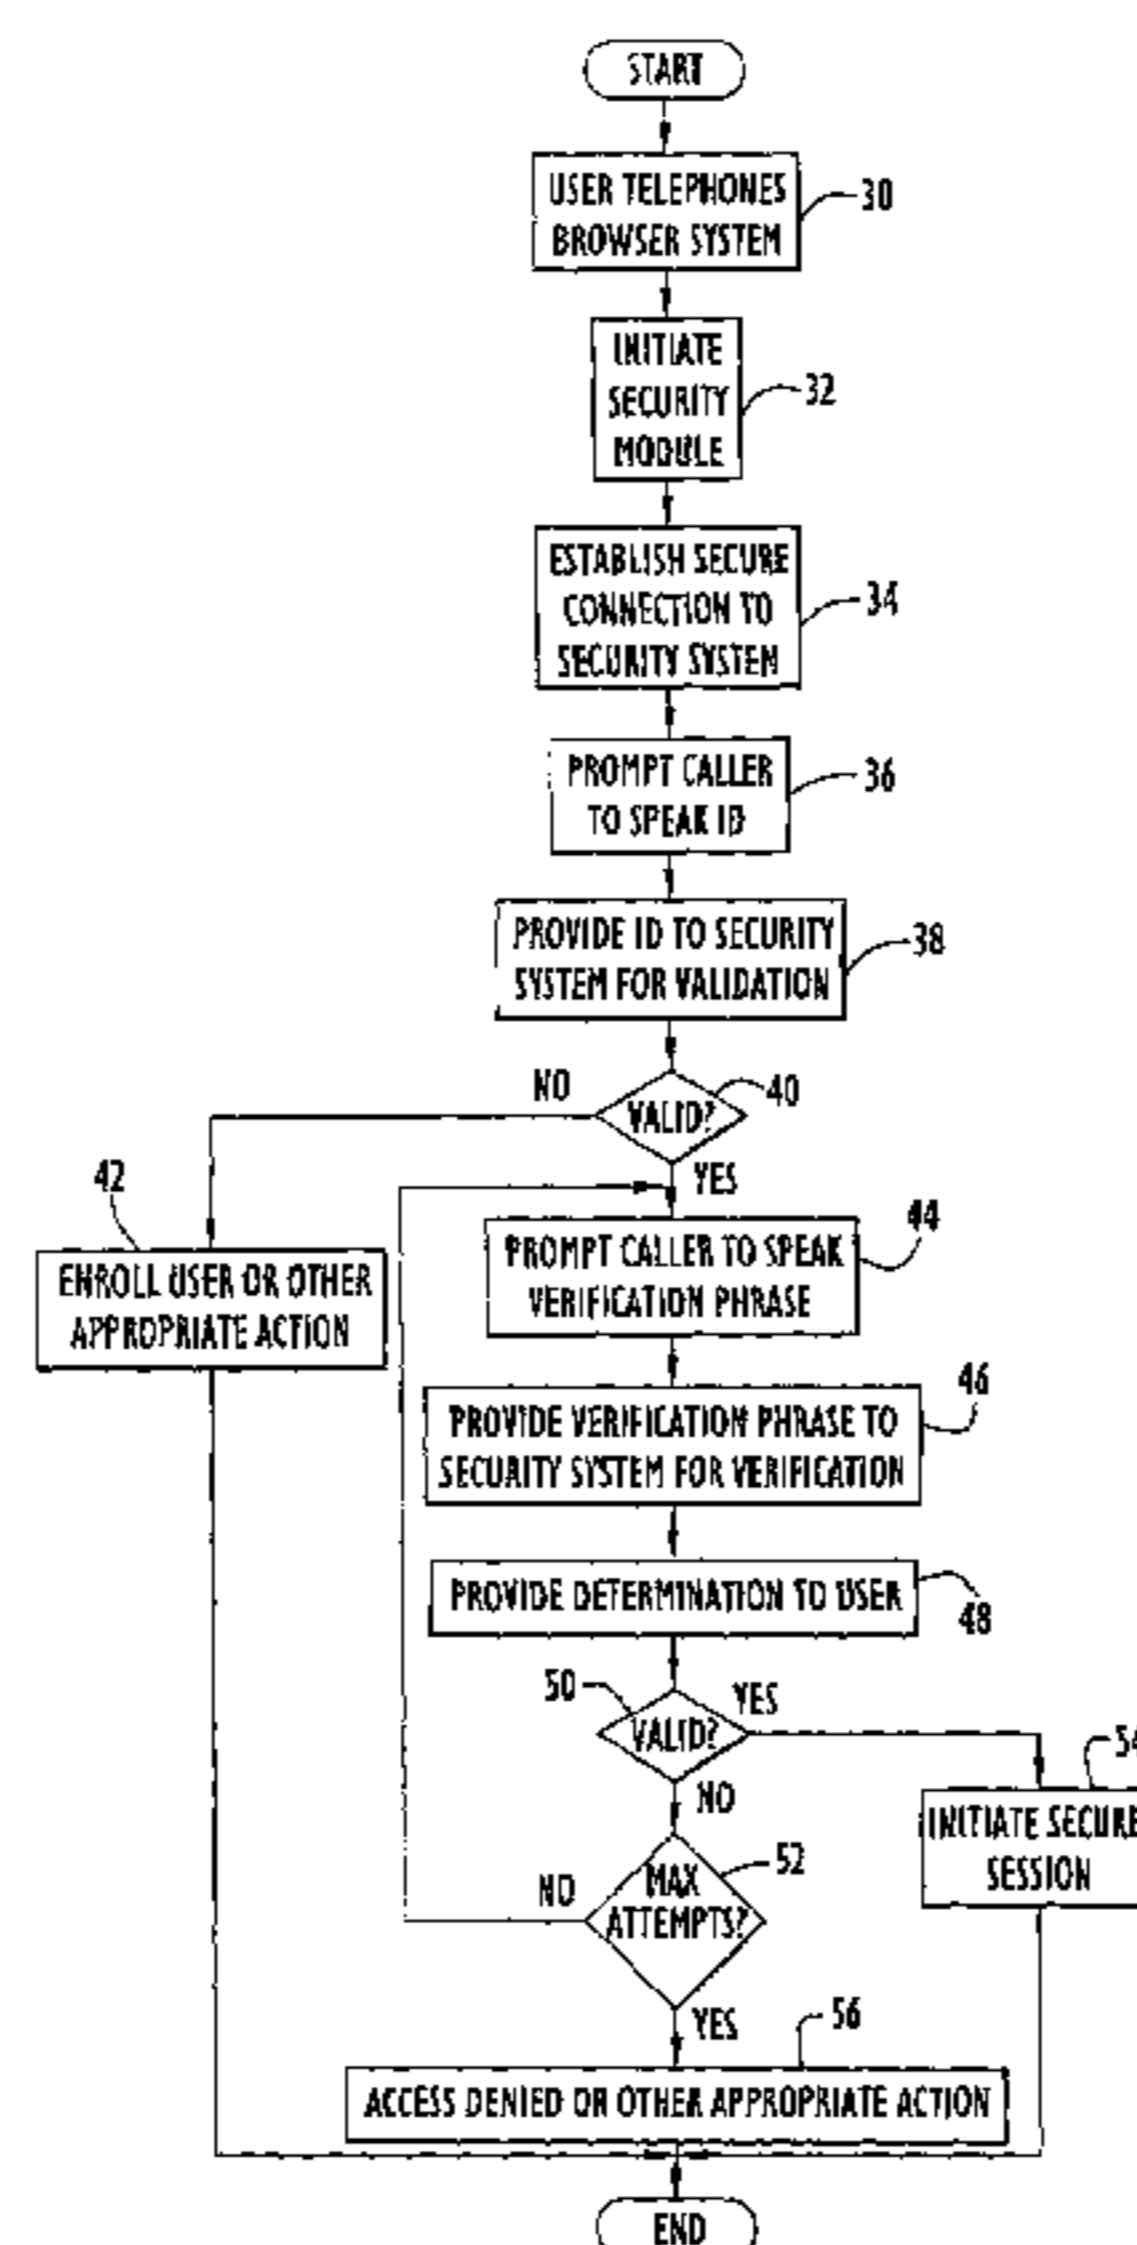 START
USER TELEPHONES
BROWSER SYSTEM
30
INITIATE
SECURITY
MODULE
32
ESTABLISH SECURE
CONNECTION TO
SECURITY SYSTEM
34
PROMPT CALLER
TO SPEAK ID
36
PROVIDE ID TO SECURITY
SYSTEM FOR VALIDATION
38
NO
VALID?
40
YES
42
ENROLL USER OR OTHER
APPROPRIATE ACTION
44
PROMPT CALLER TO SPEAK
VERIFICATION PHRASE
46
PROVIDE VERIFICATION PHRASE TO
SECURITY SYSTEM FOR VERIFICATION
PROVIDE DETERMINATION TO USER
48
50
VALID?
YES
NO
54
INITIATE SECURE
SESSION
52
MAX
ATTEMPTS?
NO
YES
56
ACCESS DENIED OR OTHER APPROPRIATE ACTION
END